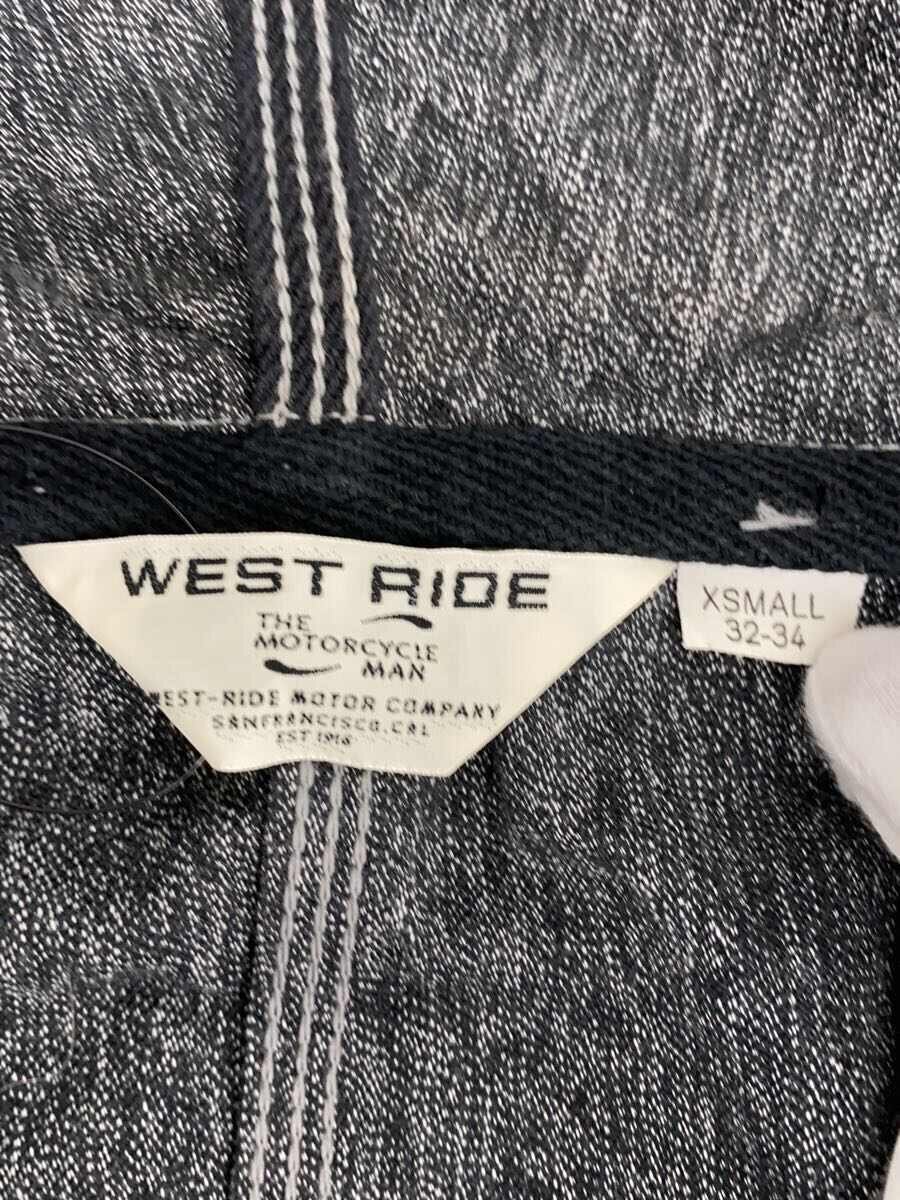 WEST RIDE
THE
MOTORCYCLE
MAN
WEST-RIDE MOTOR COMPANY
SANFRANCISCO.CAL
EST 1916
XSMALL
32-34